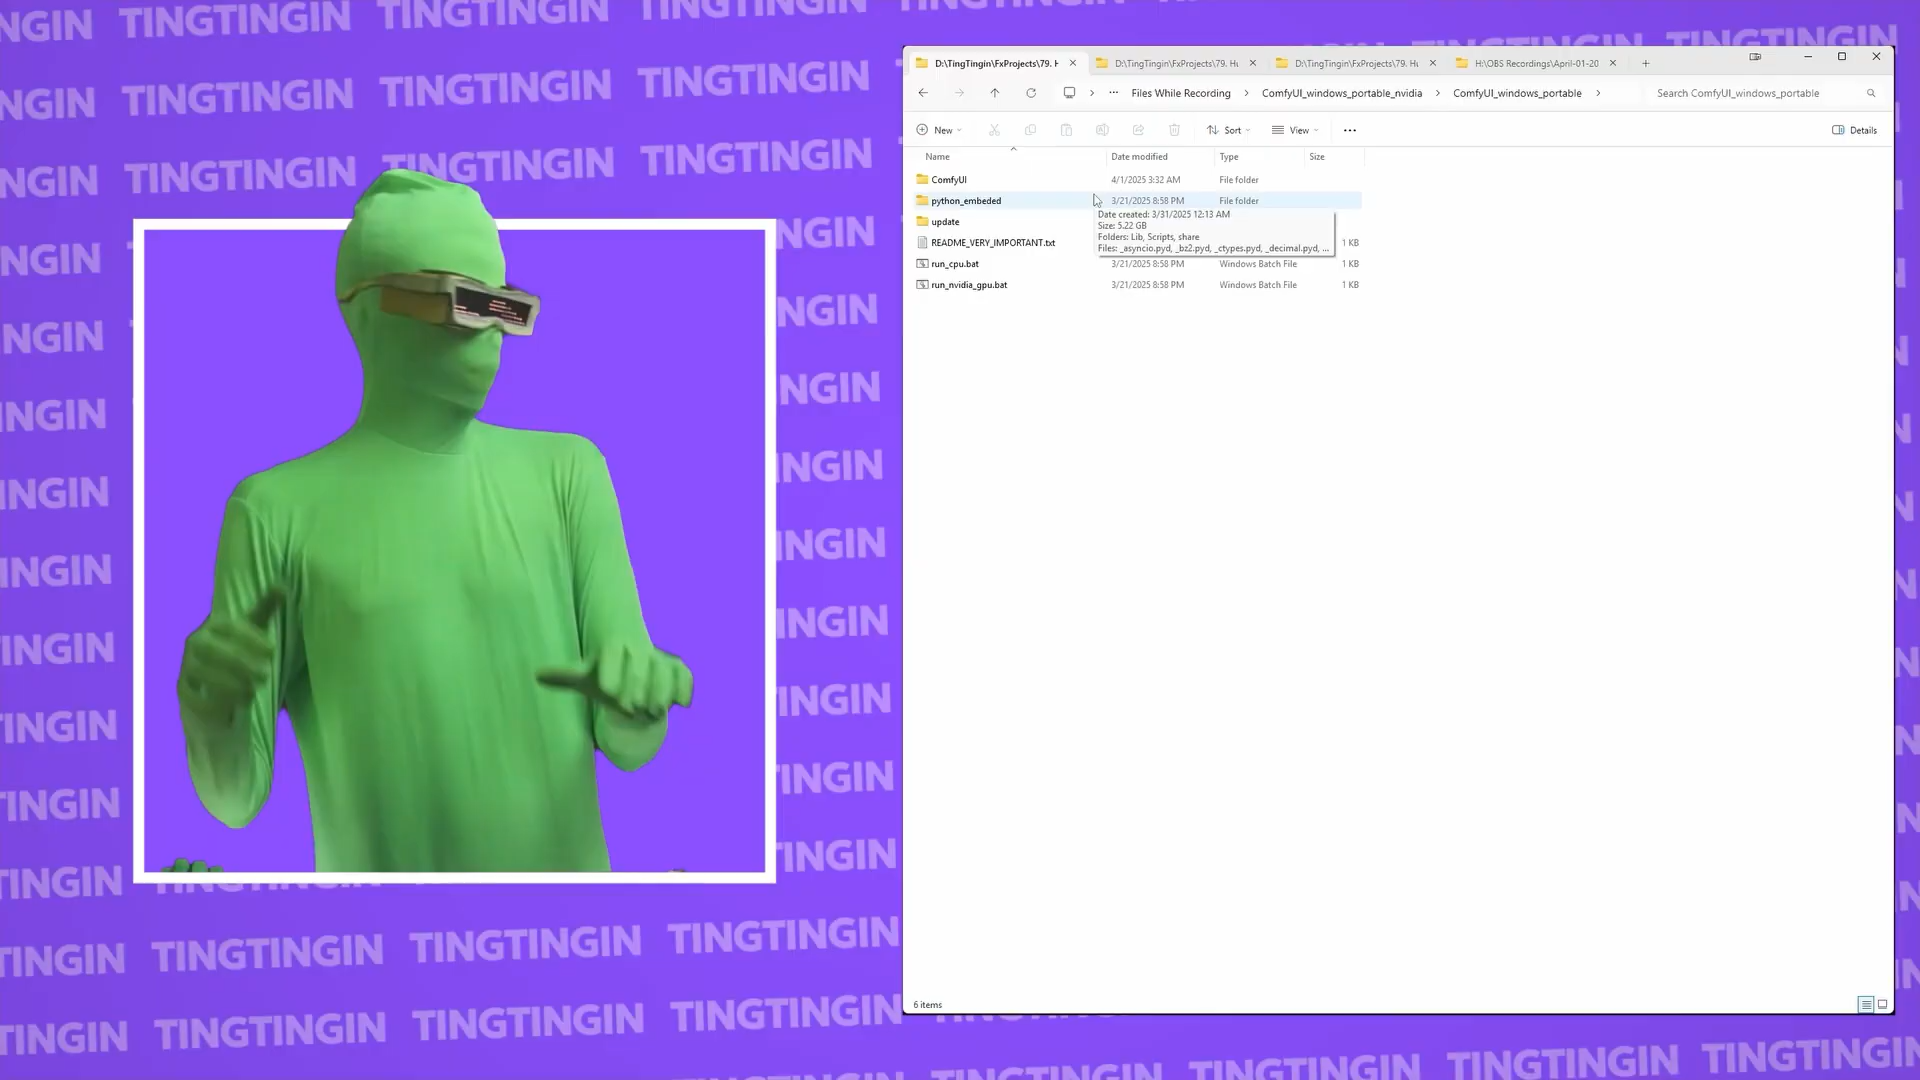 TINGTINGIN
D:\TingTingin\FxProjects\79. H
D:\TingTingin\FxProjects\79. Hu
D:\TingTingin\FxProjects\79. Hu
H:\OBS Recordings\April-01-20
Files While Recording > ComfyUI_windows_portable_nvidia > ComfyUI_windows_portable >
Search ComfyUI_windows_portable
New
Sort
View
Details
Name Date modified Type Size
ComfyUI 4/1/2025 3:32 AM File folder
python_embeded 3/21/2025 8:58 PM File folder
update
Date created: 3/31/2025 12:13 AM
Size: 5.22 GB
Folders: Lib, Scripts, share
Files: _asyncio.pyd, _bz2.pyd, _ctypes.pyd, _decimal.pyd, ...
README_VERY_IMPORTANT.txt 1 KB
run_cpu.bat 3/21/2025 8:58 PM Windows Batch File 1 KB
run_nvidia_gpu.bat 3/21/2025 8:58 PM Windows Batch File 1 KB
6 items